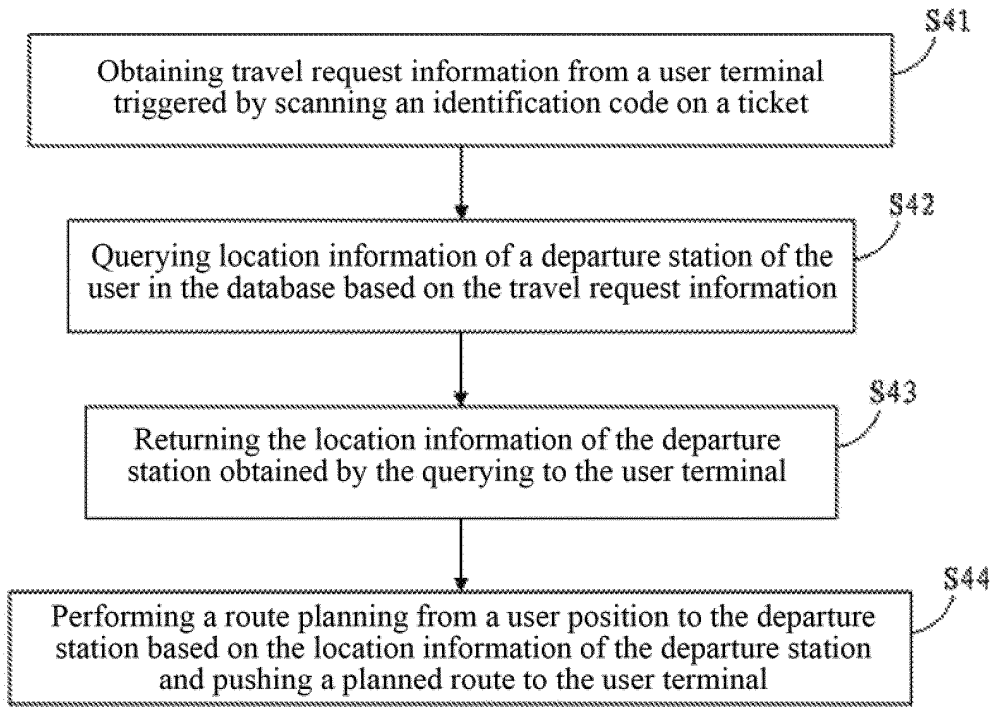 S41
Obtaining travel request information from a user terminal
triggered by scanning an identification code on a ticket
S42
Querying location information of a departure station of the
user in the database based on the travel request information
S43
Returning the location information of the departure
station obtained by the querying to the user terminal
S44
Performing a route planning from a user position to the departure
station based on the location information of the departure station
and pushing a planned route to the user terminal